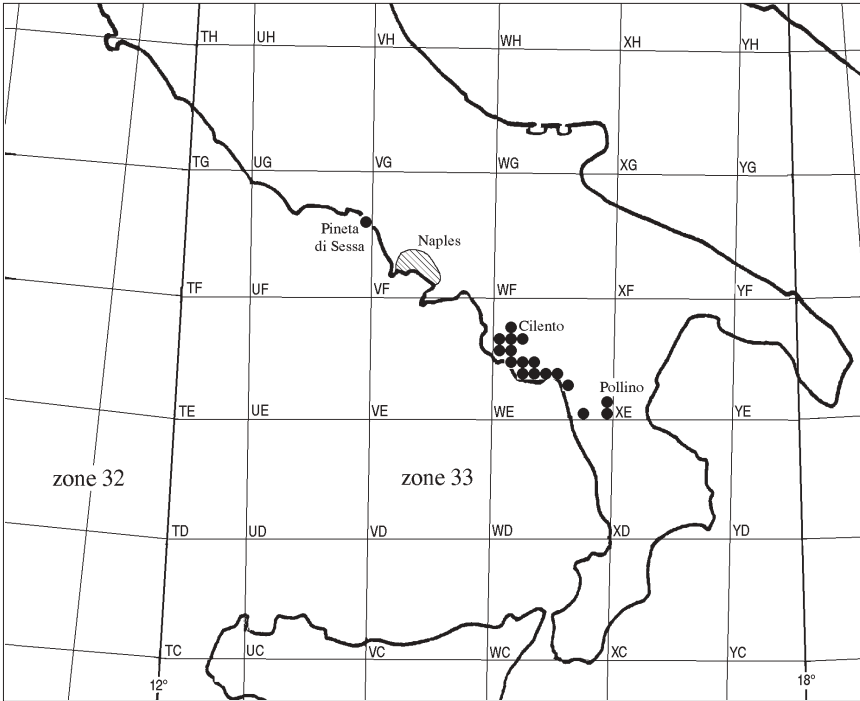 TH UH VH WH XH YH
TG UG VG WG XG YG
Pineta
di Sessa
Naples
TF UF VF WF XF YF
Cilento
Pollino
TE UE VE WE XE YE
zone 32 zone 33
TD UD VD WD XD YD
TC UC VC WC XC YC
12° 18°